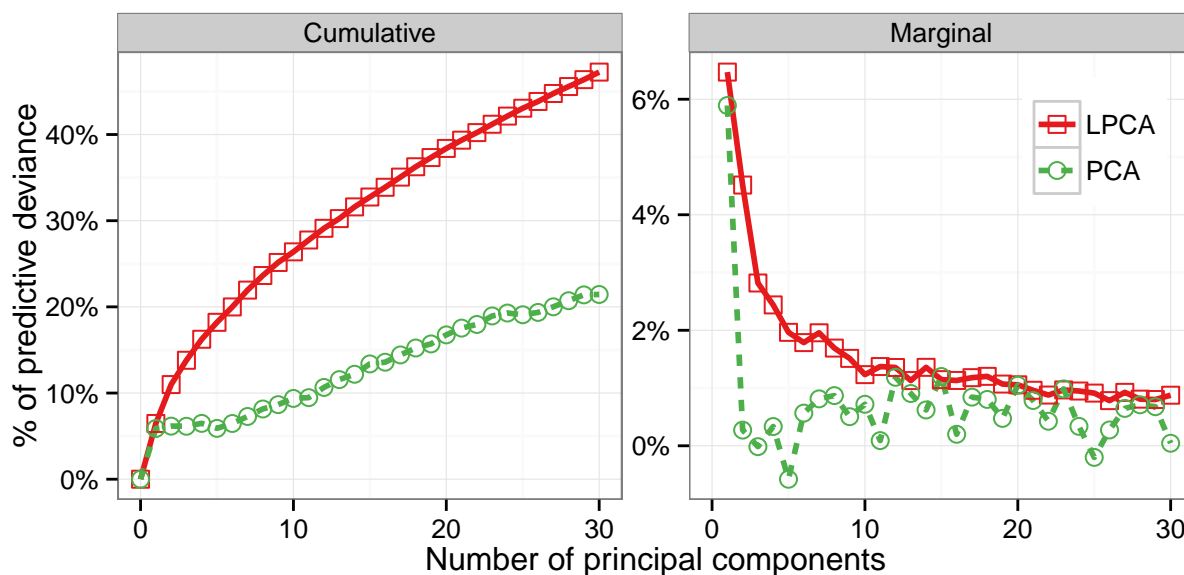 Cumulative
Marginal
% of predictive deviance
40%
30%
20%
10%
0%
6%
4%
2%
0%
LPCA
PCA
0 10 20 30
0 10 20 30
Number of principal components